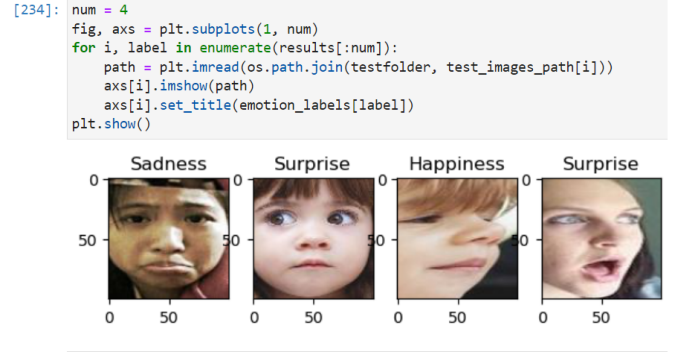 [234]: num = 4
fig, axs = plt.subplots(1, num)
for i, label in enumerate(results[:num]):
    path = plt.imread(os.path.join(testfolder, test_images_path[i]))
    axs[i].imshow(path)
    axs[i].set_title(emotion_labels[label])
plt.show()
Sadness Surprise Happiness Surprise
0 0 0 0
50 50 50 50
0 50 0 50 0 50 0 50